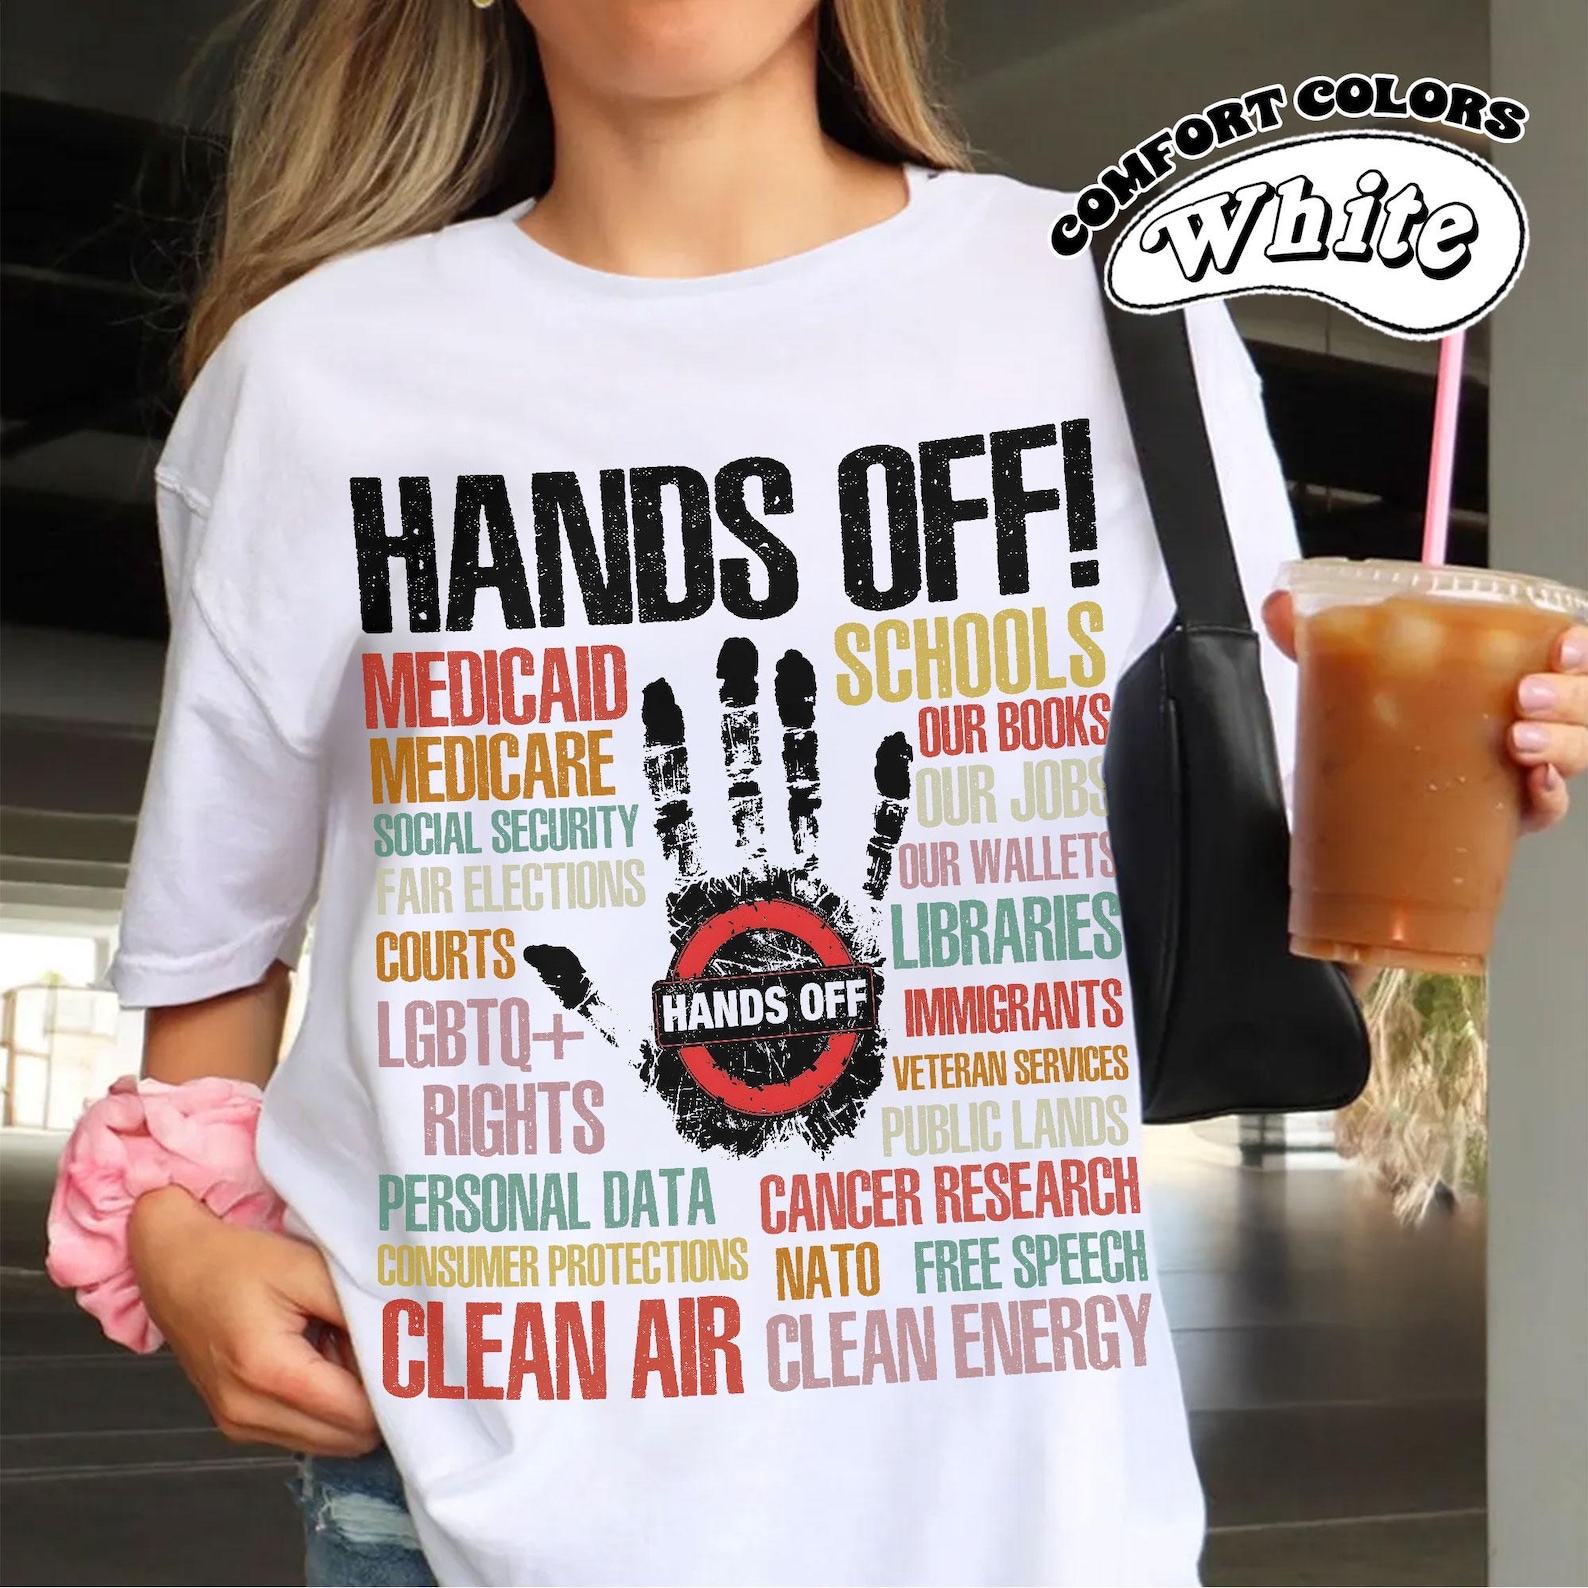 COMFORT COLORS
White
HANDS OFF!
MEDICAID
MEDICARE
SOCIAL SECURITY
FAIR ELECTIONS
COURTS
LGBTQ+
RIGHTS
SCHOOLS
OUR BOOKS
OUR JOBS
OUR WALLETS
LIBRARIES
IMMIGRANTS
VETERAN SERVICES
PUBLIC LANDS
HANDS OFF
PERSONAL DATA
CANCER RESEARCH
CONSUMER PROTECTIONS
NATO FREE SPEECH
CLEAN AIR
CLEAN ENERGY